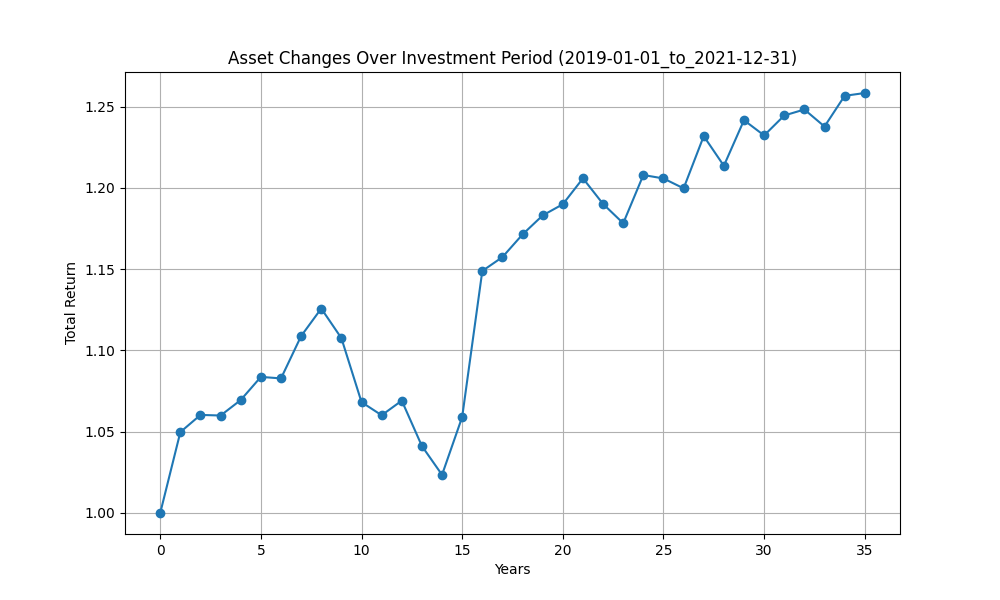 Asset Changes Over Investment Period (2019-01-01_to_2021-12-31)
Total Return
1.25
1.20
1.15
1.10
1.05
1.00
0 5 10 15 20 25 30 35
Years